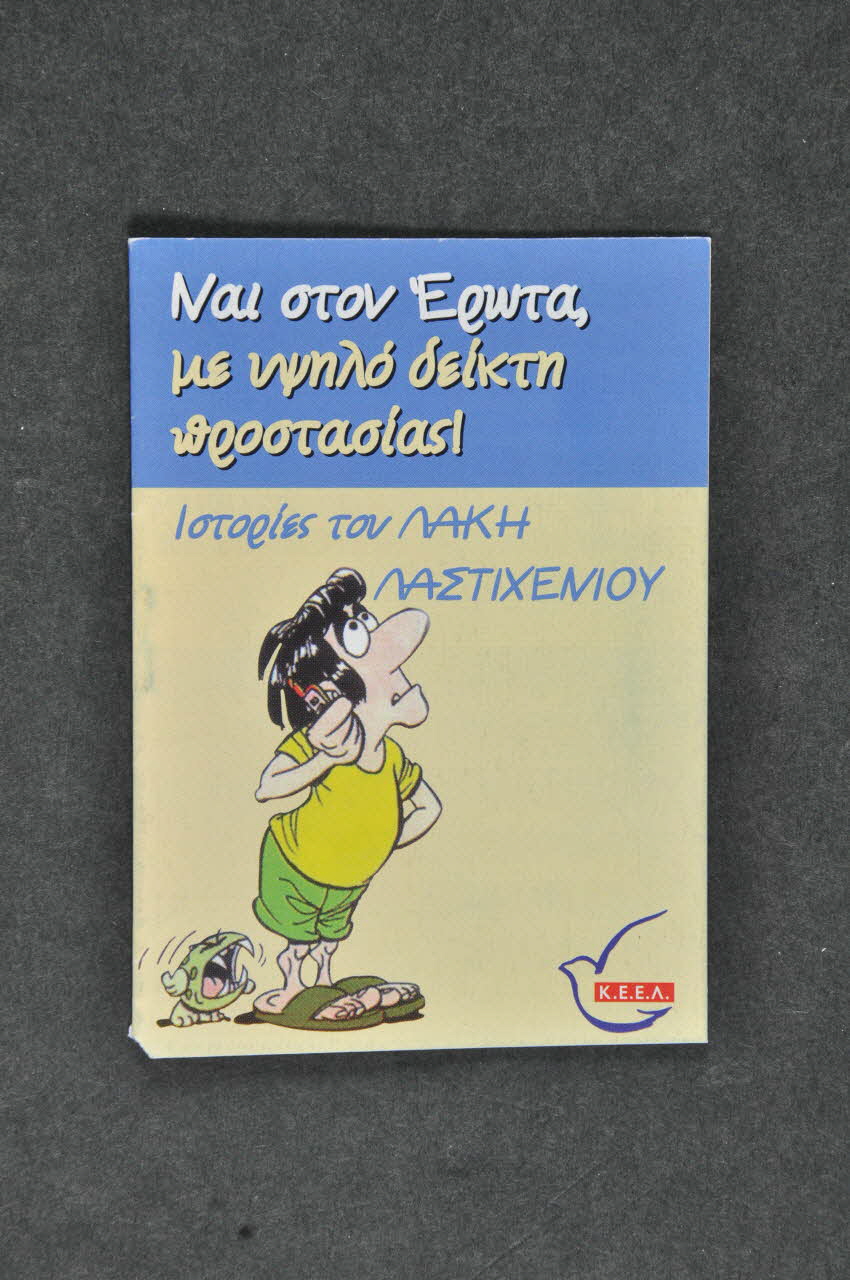 Ναι στον Έρωτα,
με υψηλό δείκτη
προστασίας!
Ιστορίες του ΛΑΚΗ
ΛΑΣΤΙΧΕΝΙΟΥ
Κ.Ε.Ε.Λ.